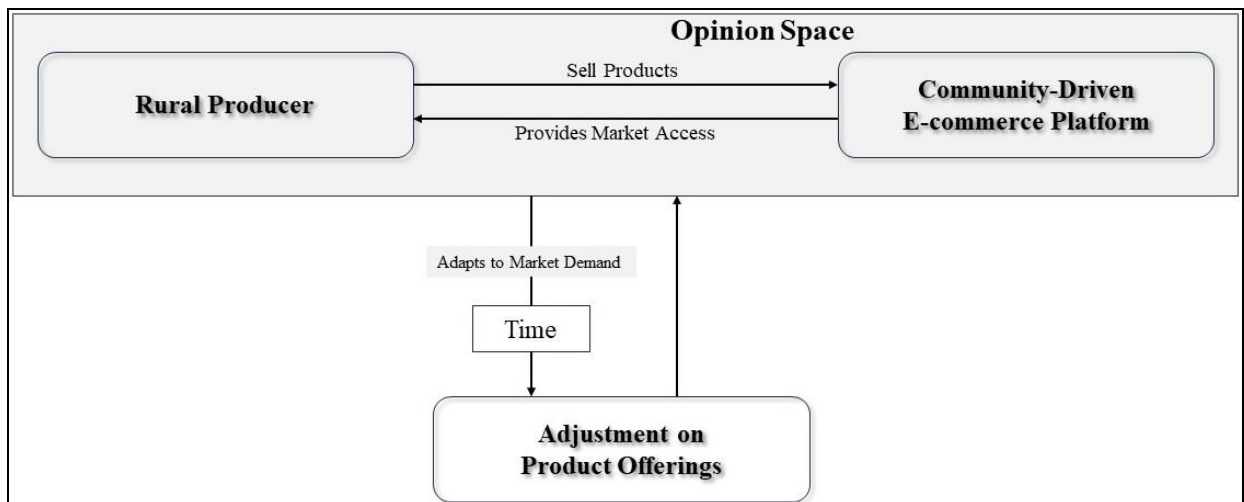 Opinion Space
Sell Products
Rural Producer
Community-Driven
E-commerce Platform
Provides Market Access
Adapts to Market Demand
Time
Adjustment on
Product Offerings